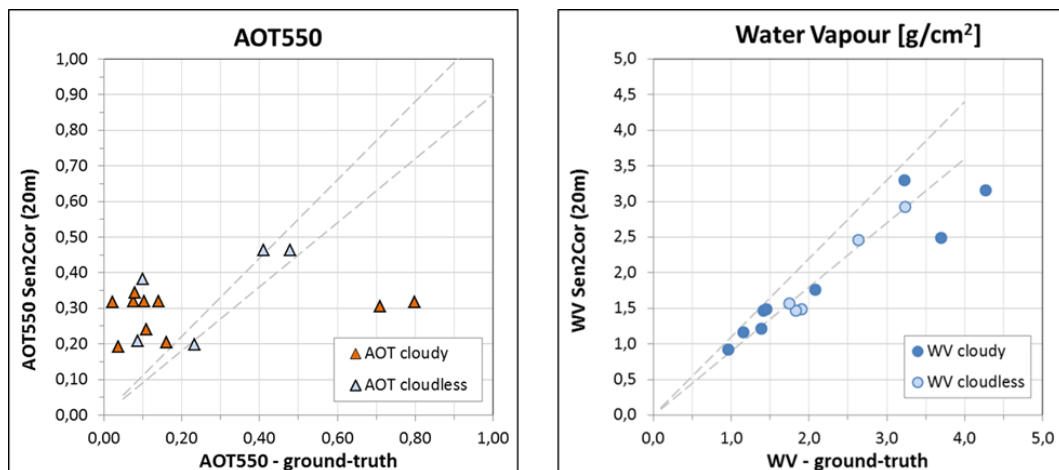 AOT550
1,00
0,90
0,80
0,70
0,60
0,50
0,40
0,30
0,20
0,10
0,00
AOT550 Sen2Cor (20m)
AOT cloudy
AOT cloudless
0,00 0,20 0,40 0,60 0,80 1,00
AOT550 - ground-truth
Water Vapour [g/cm²]
5,0
4,5
4,0
3,5
3,0
2,5
2,0
1,5
1,0
0,5
0,0
WV Sen2Cor (20m)
WV cloudy
WV cloudless
0,0 1,0 2,0 3,0 4,0 5,0
WV - ground-truth